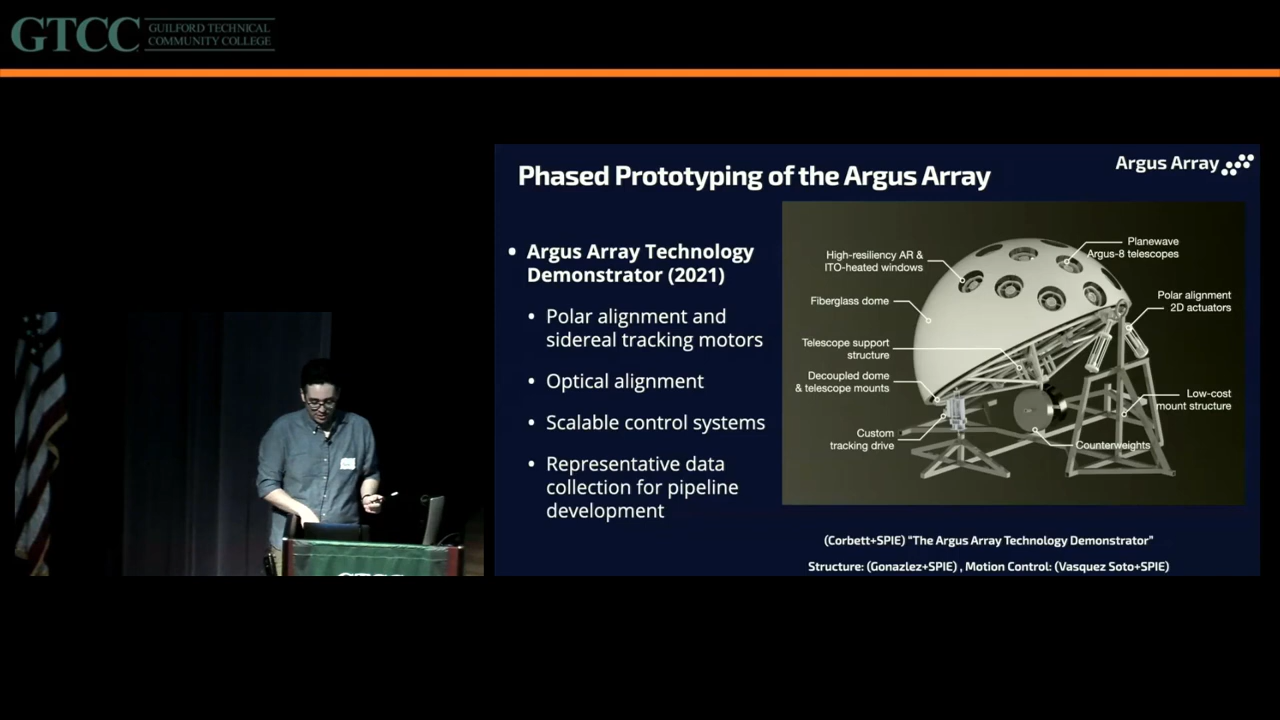 GTCC
GUILFORD TECHNICAL
COMMUNITY COLLEGE
Phased Prototyping of the Argus Array
Argus Array
• Argus Array Technology
Demonstrator (2021)
• Polar alignment and
sidereal tracking motors
• Optical alignment
• Scalable control systems
• Representative data
collection for pipeline
development
High-resiliency AR &
ITO-heated windows
Fiberglass dome
Telescope support
structure
Decoupled dome
& telescope mounts
Custom
tracking drive
Planewave
Argus-8 telescopes
Polar alignment
2D actuators
Low-cost
mount structure
Counterweights
(Corbett+SPIE) "The Argus Array Technology Demonstrator"
Structure: (Gonazlez+SPIE) , Motion Control: (Vasquez Soto+SPIE)